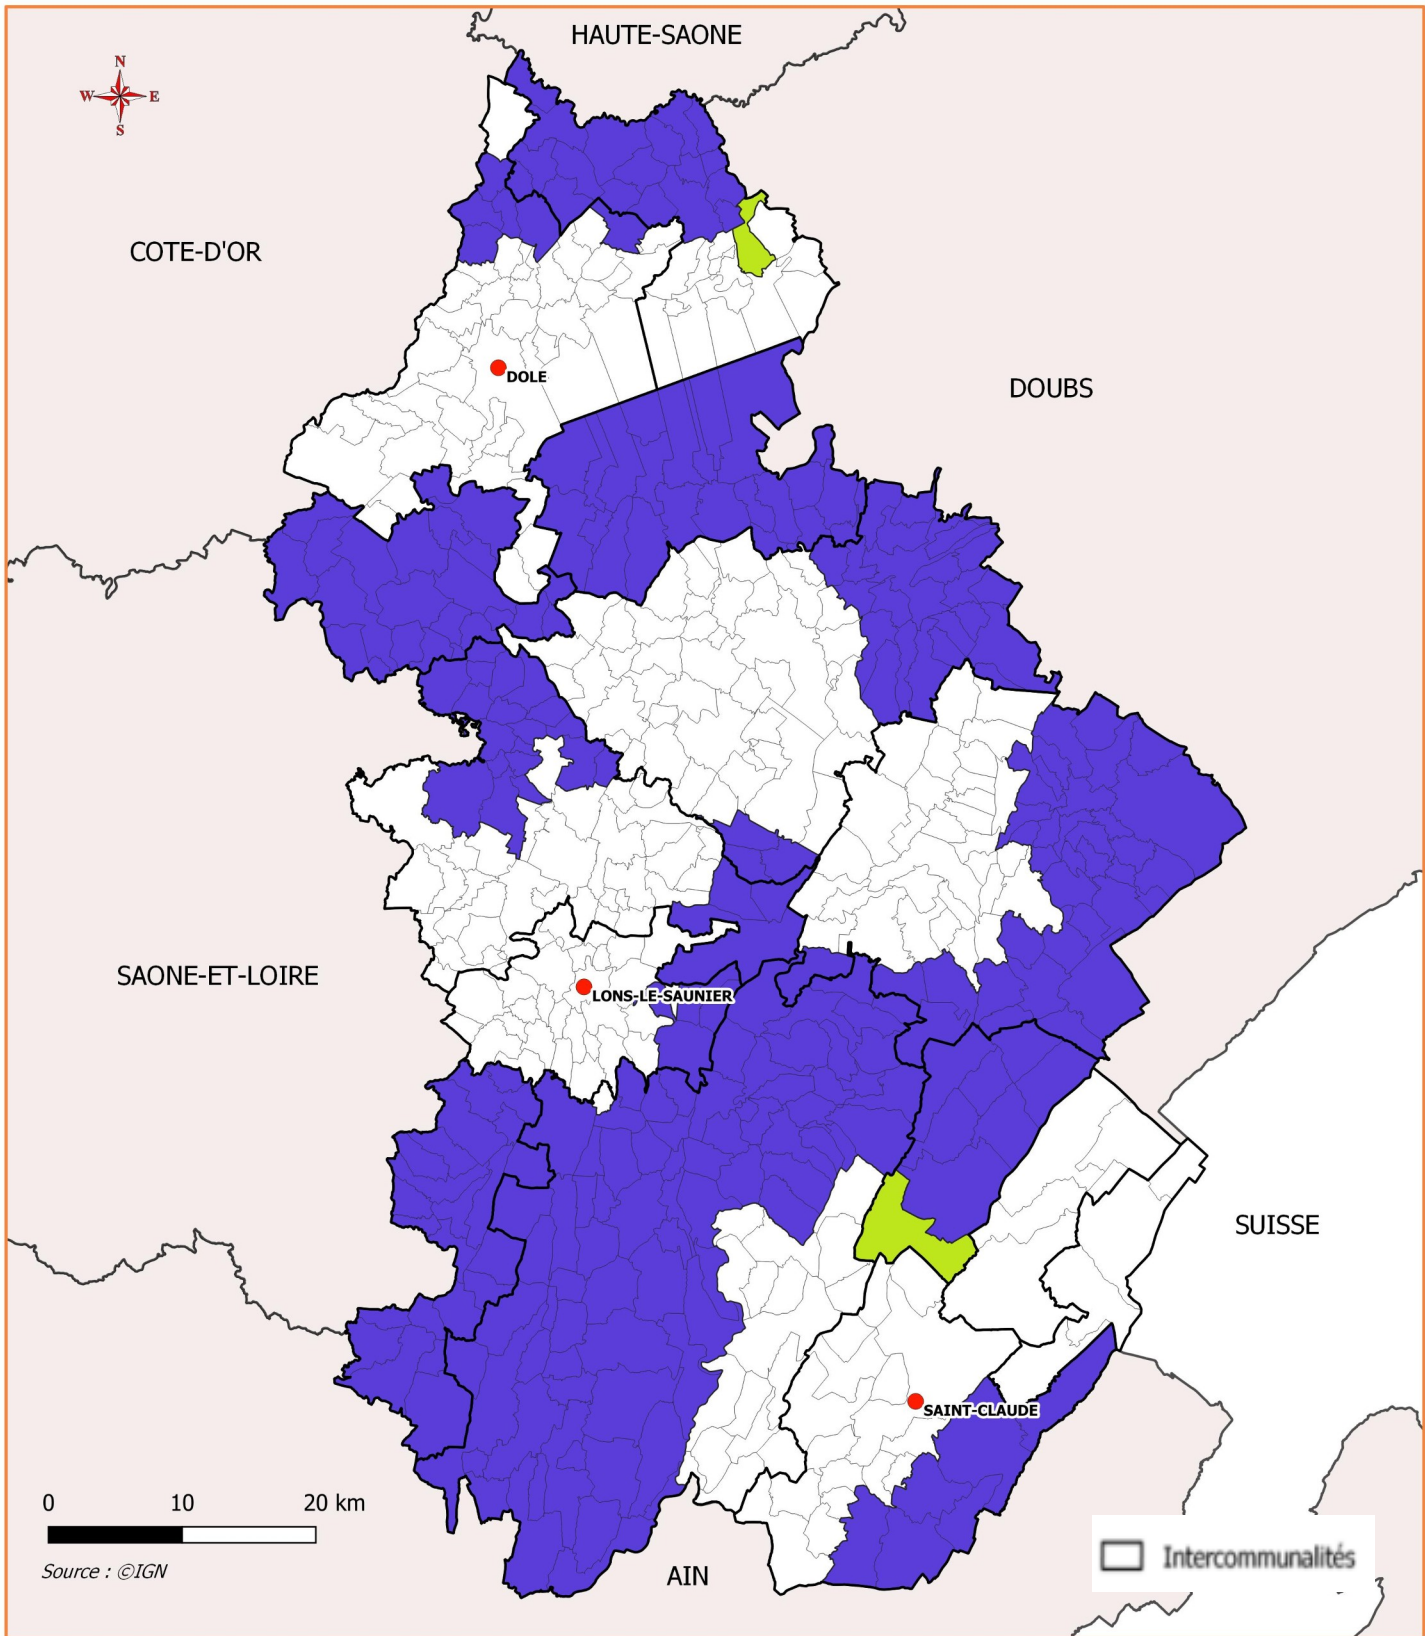 HAUTE-SAONE
N
W E
S
COTE-D'OR
DOLE
DOUBS
SAONE-ET-LOIRE
LONS-LE-SAUNIER
SUISSE
SAINT-CLAUDE
0 10 20 km
Source : ©IGN
AIN
Intercommunalités